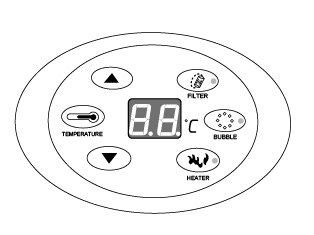 FILTER
8.8.
°C
TEMPERATURE
BUBBLE
HEATER